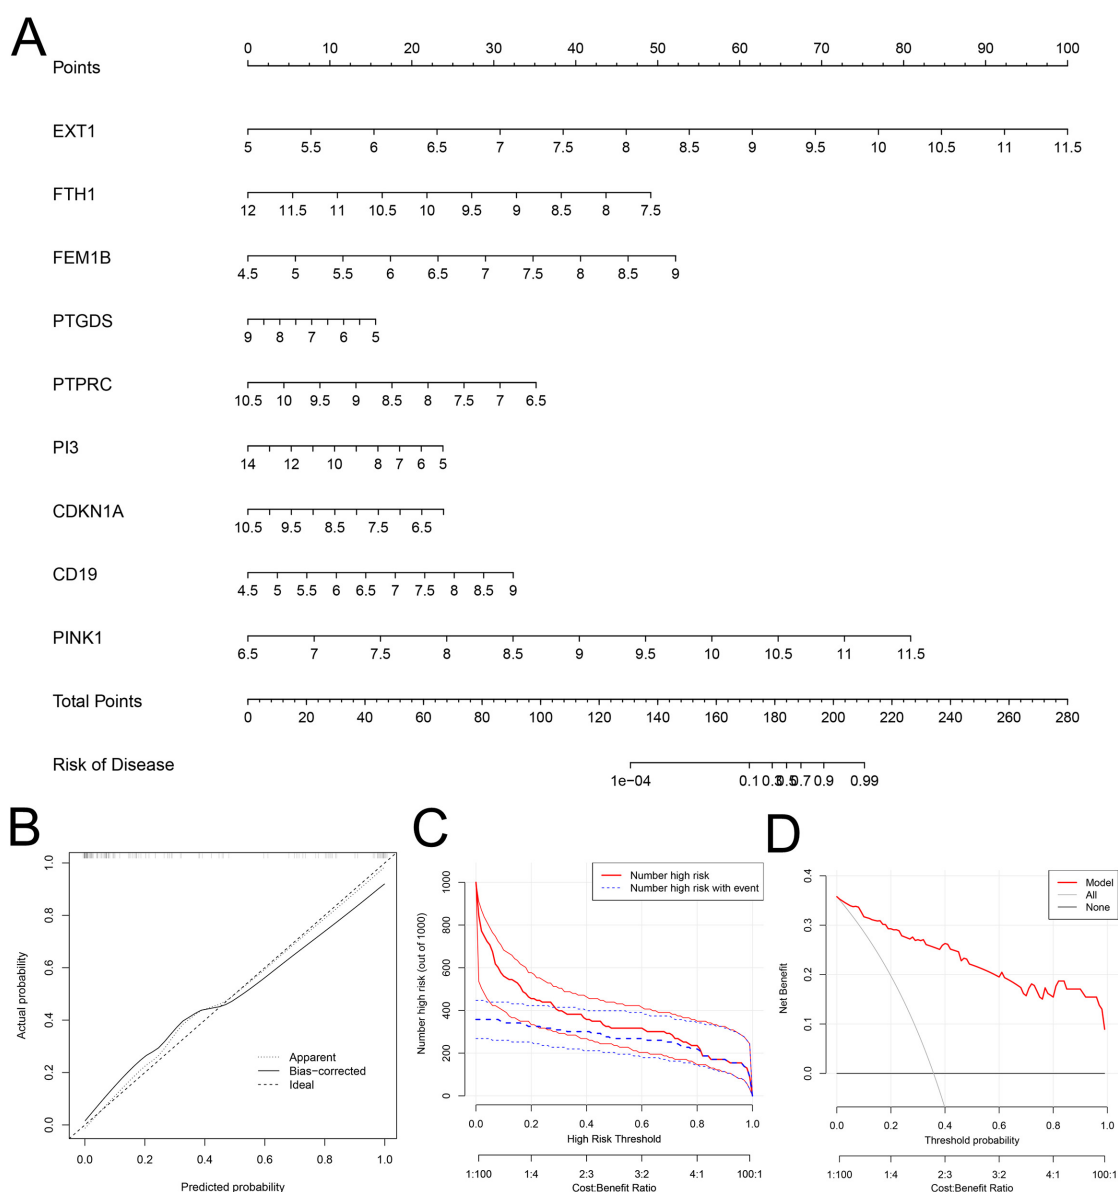 A
0 10 20 30 40 50 60 70 80 90 100
Points
EXT1
5 5.5 6 6.5 7 7.5 8 8.5 9 9.5 10 10.5 11 11.5
FTH1
12 11.5 11 10.5 10 9.5 9 8.5 8 7.5
FEM1B
4.5 5 5.5 6 6.5 7 7.5 8 8.5 9
PTGDS
9 8 7 6 5
PTPRC
10.5 10 9.5 9 8.5 8 7.5 7 6.5
PI3
14 12 10 8 7 6 5
CDKN1A
10.5 9.5 8.5 7.5 6.5
CD19
4.5 5 5.5 6 6.5 7 7.5 8 8.5 9
PINK1
6.5 7 7.5 8 8.5 9 9.5 10 10.5 11 11.5
Total Points
0 20 40 60 80 100 120 140 160 180 200 220 240 260 280
Risk of Disease
1e−04 0.1 0.3 0.5 0.7 0.9 0.99
B
Actual probability
1.0
0.8
0.6
0.4
0.2
0.0
Apparent
Bias−corrected
Ideal
0.0 0.2 0.4 0.6 0.8 1.0
Predicted probability
C
Number high risk (out of 1000)
1000
800
600
400
200
0
Number high risk
Number high risk with event
0.0 0.2 0.4 0.6 0.8 1.0
High Risk Threshold
1:100 1:4 2:3 3:2 4:1 100:1
Cost:Benefit Ratio
D
Net Benefit
0.4
0.3
0.2
0.1
0.0
Model
All
None
0.0 0.2 0.4 0.6 0.8 1.0
Threshold probability
1:100 1:4 2:3 3:2 4:1 100:1
Cost:Benefit Ratio